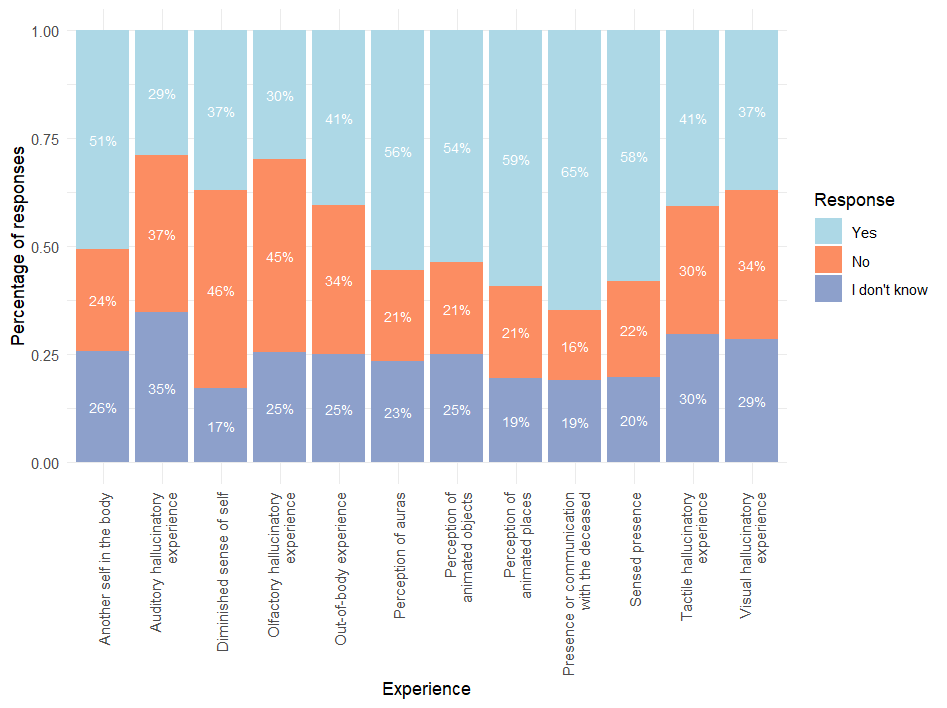 1.00
0.75
0.50
0.25
0.00
Percentage of responses
51%
24%
26%
29%
37%
35%
37%
46%
17%
30%
45%
25%
41%
34%
25%
56%
21%
23%
54%
21%
25%
59%
21%
19%
65%
16%
19%
58%
22%
20%
41%
30%
30%
37%
34%
29%
Another self in the body
Auditory hallucinatory
experience
Diminished sense of self
Olfactory hallucinatory
experience
Out-of-body experience
Perception of auras
Perception of
animated objects
Perception of
animated places
Presence or communication
with the deceased
Sensed presence
Tactile hallucinatory
experience
Visual hallucinatory
experience
Experience
Response
Yes
No
I don't know